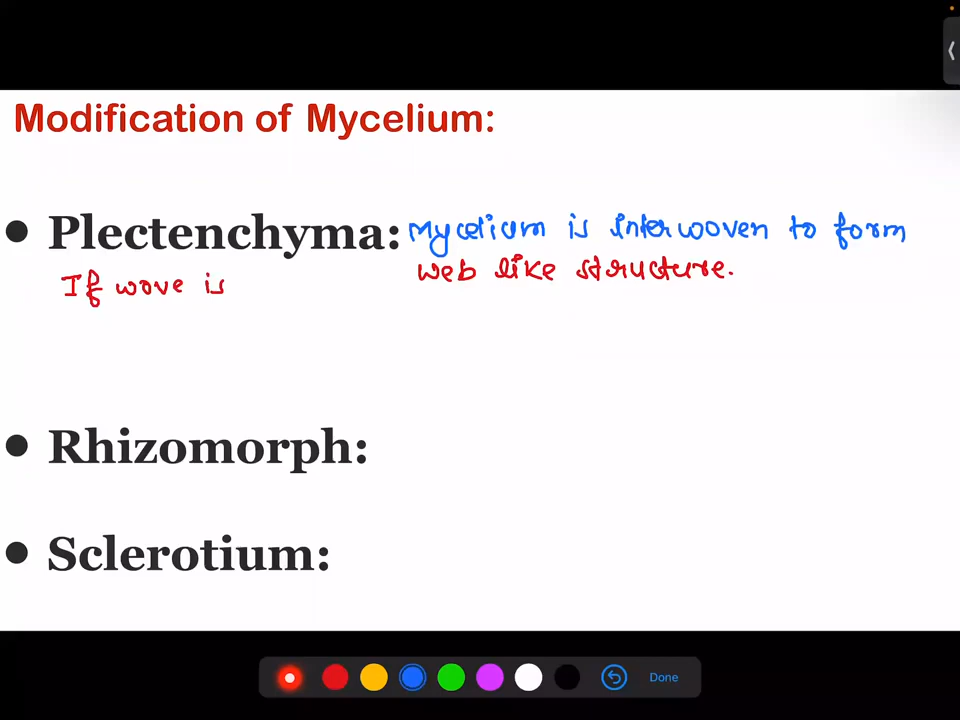 Modification of Mycelium:
• Plectenchyma: Mycelium is interwoven to form
web like structure.
If wove is
• Rhizomorph:
• Sclerotium:
Done